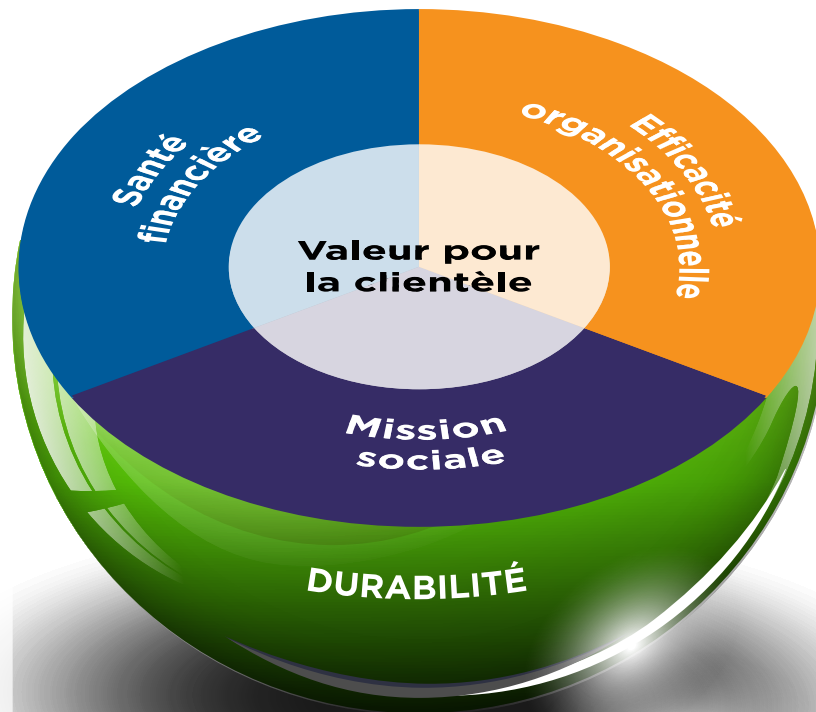 Santé
financière
Efficacité
organisationnelle
Valeur pour
la clientèle
Mission
sociale
DURABILITÉ